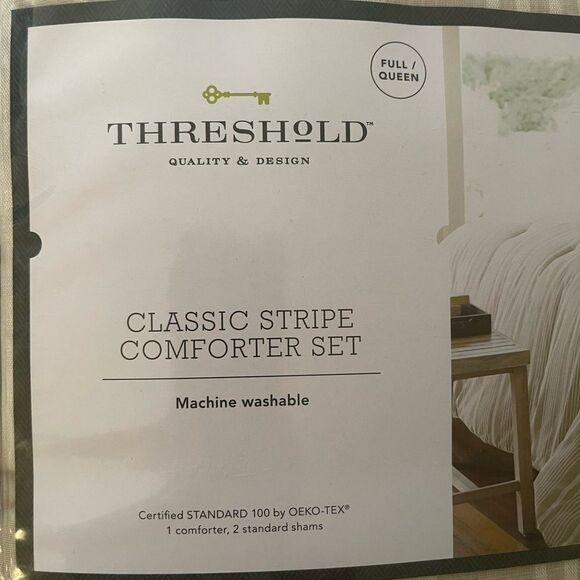 FULL /
QUEEN
THRESHOLD™
QUALITY & DESIGN
CLASSIC STRIPE
COMFORTER SET
Machine washable
Certified STANDARD 100 by OEKO-TEX®
1 comforter, 2 standard shams